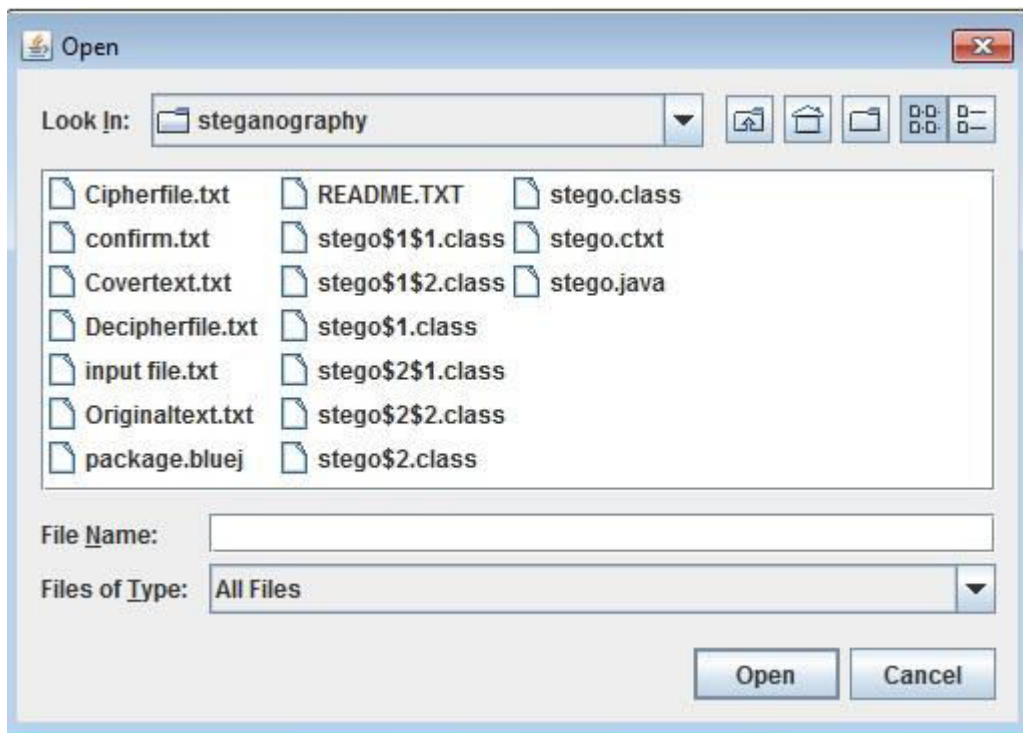 Open
Look In: steganography
Cipherfile.txt README.TXT stego.class
confirm.txt stego$1$1.class stego.ctxt
Covertext.txt stego$1$2.class stego.java
Decipherfile.txt stego$1.class
input file.txt stego$2$1.class
Originaltext.txt stego$2$2.class
package.bluej stego$2.class
File Name:
Files of Type: All Files
Open Cancel